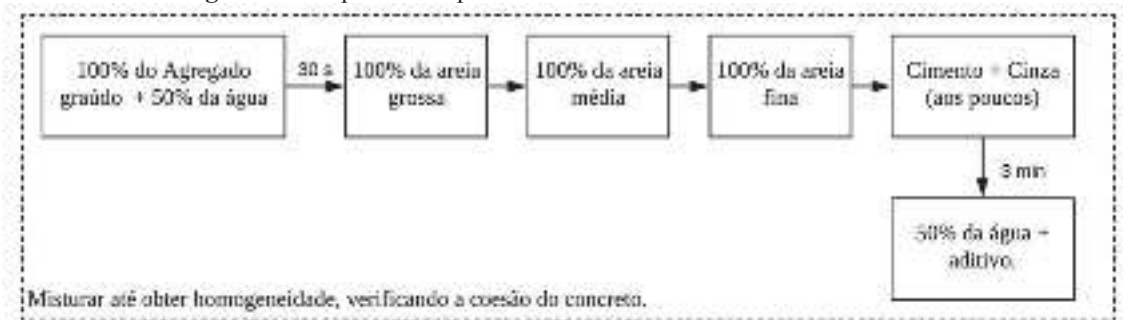 100% do Agregado
graúdo + 50% da água
30 s
100% da areia
grossa
100% da areia
média
100% da areia
fina
Cimento + Cinza
(aos poucos)
3 min
50% da água +
aditivo.
Misturar até obter homogeneidade, verificando a coesão do concreto.